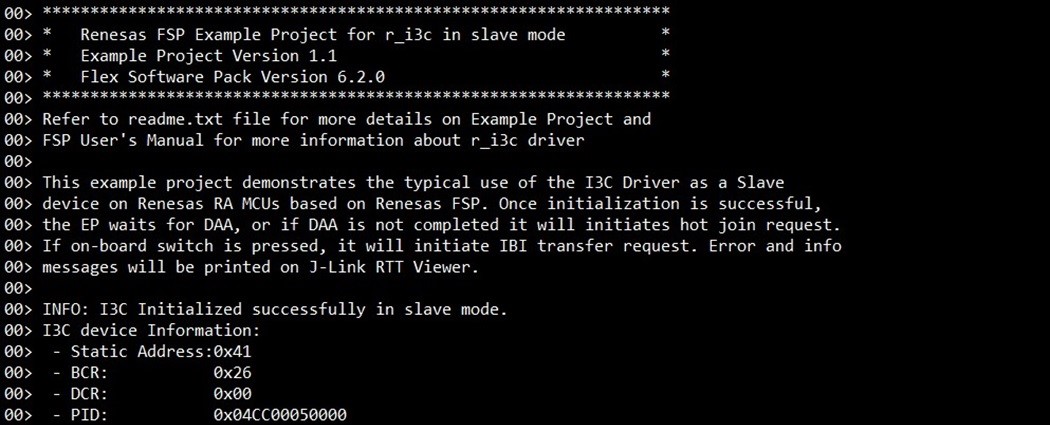 00> ******************************************************************
00> *   Renesas FSP Example Project for r_i3c in slave mode          *
00> *   Example Project Version 1.1                                  *
00> *   Flex Software Pack Version 6.2.0                             *
00> ******************************************************************
00> Refer to readme.txt file for more details on Example Project and
00> FSP User's Manual for more information about r_i3c driver
00>
00> This example project demonstrates the typical use of the I3C Driver as a Slave
00> device on Renesas RA MCUs based on Renesas FSP. Once initialization is successful,
00> the EP waits for DAA, or if DAA is not completed it will initiates hot join request.
00> If on-board switch is pressed, it will initiate IBI transfer request. Error and info
00> messages will be printed on J-Link RTT Viewer.
00>
00> INFO: I3C Initialized successfully in slave mode.
00> I3C device Information:
00>  - Static Address:0x41
00>  - BCR:           0x26
00>  - DCR:           0x00
00>  - PID:           0x04CC00050000